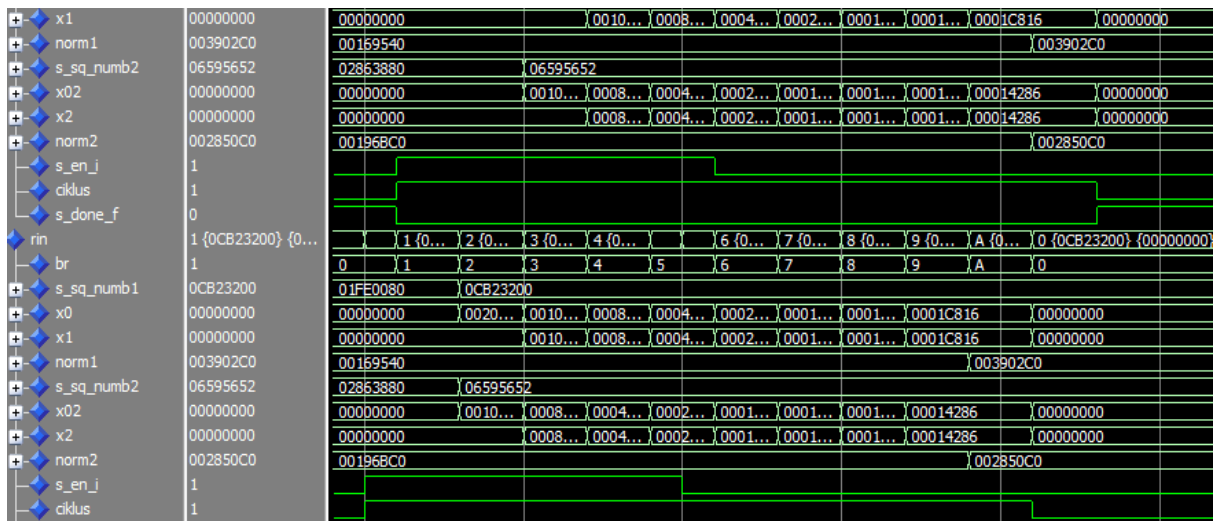 x1 00000000 00000000 0010... 0008... 0004... 0002... 0001... 0001... 0001C816 00000000
norm1 003902C0 00169540 003902C0
s_sq_numb2 06595652 02863880 06595652
x02 00000000 00000000 0010... 0008... 0004... 0002... 0001... 0001... 0001... 00014286 00000000
x2 00000000 00000000 0008... 0004... 0002... 0001... 0001... 0001... 00014286 00000000
norm2 002850C0 00196BC0 002850C0
s_en_i 1
ciklus 1
s_done_f 0
rin 1 {0CB23200} {0... 1 {0... 2 {0... 3 {0... 4 {0... 6 {0... 7 {0... 8 {0... 9 {0... A {0... 0 {0CB23200} {00000000}
br 1 0 1 2 3 4 5 6 7 8 9 A 0
s_sq_numb1 0CB23200 01FE0080 0CB23200
x0 00000000 00000000 0020... 0010... 0008... 0004... 0002... 0001... 0001... 0001C816 00000000
x1 00000000 00000000 0010... 0008... 0004... 0002... 0001... 0001... 0001C816 00000000
norm1 003902C0 00169540 003902C0
s_sq_numb2 06595652 02863880 06595652
x02 00000000 00000000 0010... 0008... 0004... 0002... 0001... 0001... 0001... 00014286 00000000
x2 00000000 00000000 0008... 0004... 0002... 0001... 0001... 0001... 00014286 00000000
norm2 002850C0 00196BC0 002850C0
s_en_i 1
ciklus 1